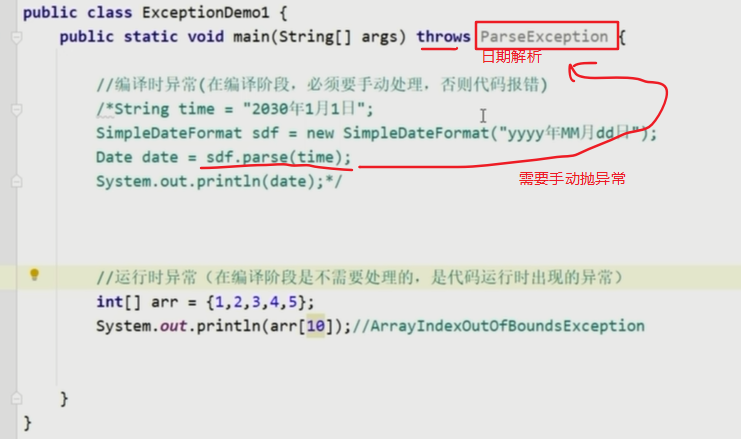 public class ExceptionDemo1 {
public static void main(String[] args) throws ParseException {
日期解析
//编译时异常(在编译阶段，必须要手动处理，否则代码报错)
/*String time = "2030年1月1日";
SimpleDateFormat sdf = new SimpleDateFormat("yyyy年MM月dd日");
Date date = sdf.parse(time);
System.out.println(date);*/
需要手动抛异常
//运行时异常（在编译阶段是不需要处理的，是代码运行时出现的异常）
int[] arr = {1,2,3,4,5};
System.out.println(arr[10]);//ArrayIndexOutOfBoundsException
}
}